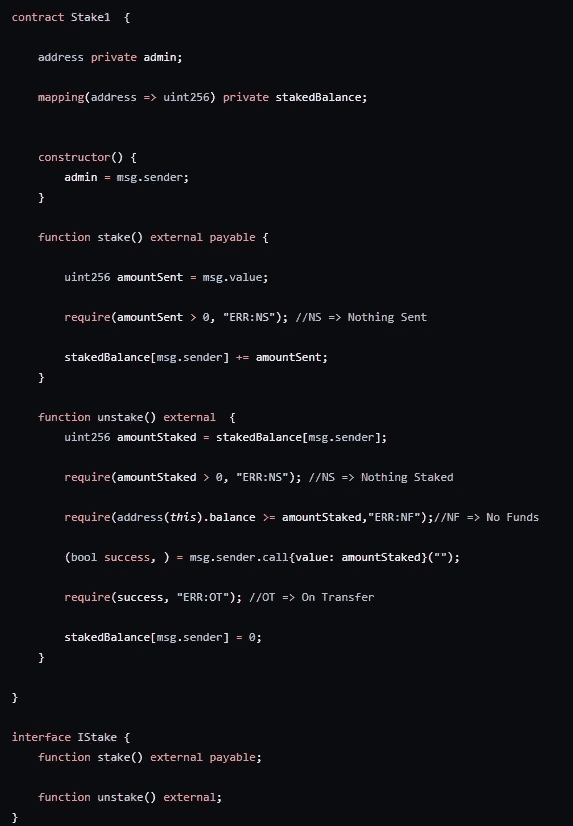 contract Stake1  {
address private admin;
mapping(address => uint256) private stakedBalance;
constructor() {
admin = msg.sender;
}
function stake() external payable {
uint256 amountSent = msg.value;
require(amountSent > 0, "ERR:NS"); //NS => Nothing Sent
stakedBalance[msg.sender] += amountSent;
}
function unstake() external  {
uint256 amountStaked = stakedBalance[msg.sender];
require(amountStaked > 0, "ERR:NS"); //NS => Nothing Staked
require(address(this).balance >= amountStaked,"ERR:NF");//NF => No Funds
(bool success, ) = msg.sender.call{value: amountStaked}("");
require(success, "ERR:OT"); //OT => On Transfer
stakedBalance[msg.sender] = 0;
}
}
interface IStake {
function stake() external payable;
function unstake() external;
}